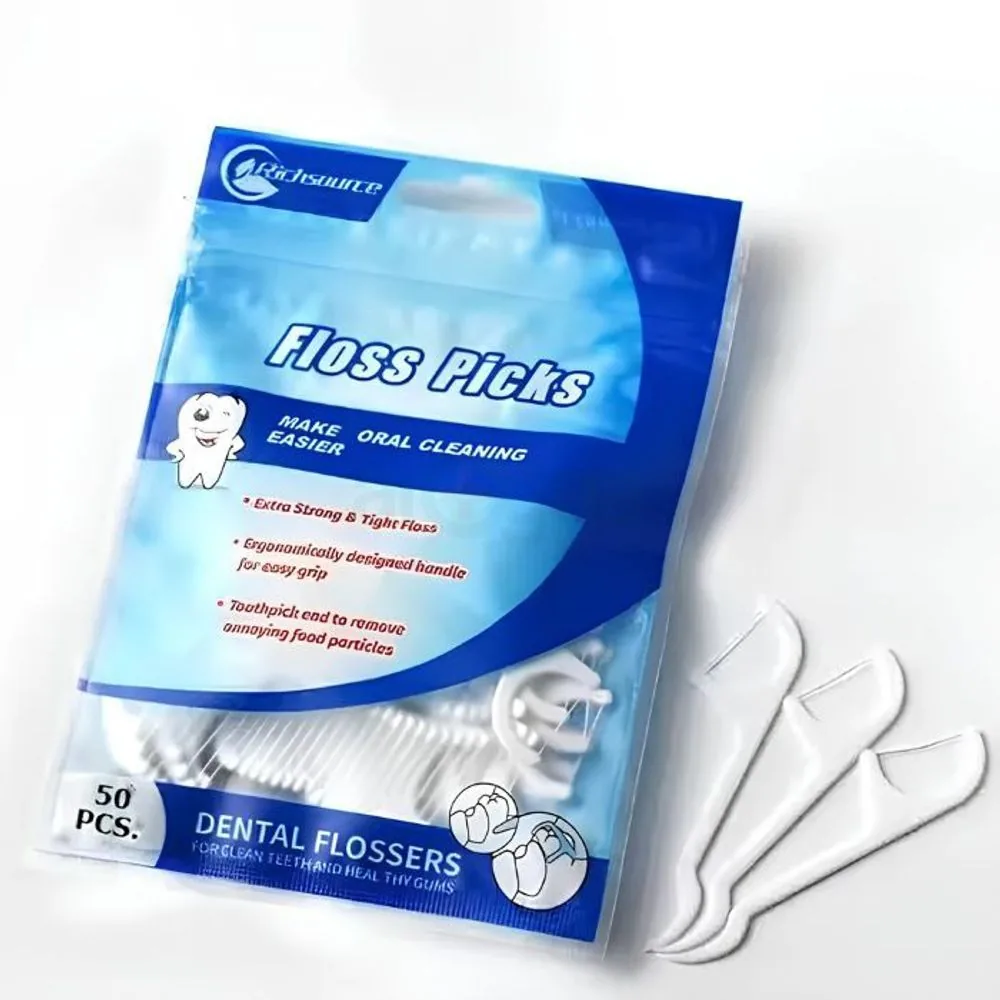 Richsource
Floss Picks
MAKE
EASIER ORAL CLEANING
• Extra Strong & Tight Floss
• Ergonomically designed handle
for easy grip
• Toothpick end to remove
annoying food particles
50
PCS.
DENTAL FLOSSERS
FOR CLEAN TEETH AND HEALTHY GUMS